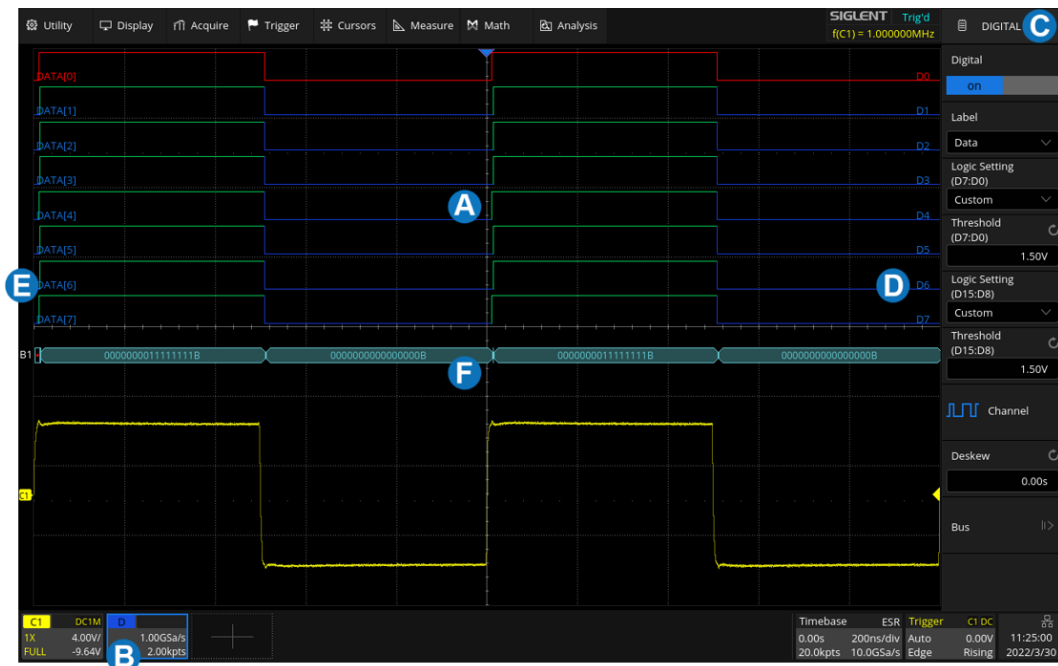 Utility
Display
Acquire
Trigger
Cursors
Measure
Math
Analysis
SIGLENT Trig'd
f(C1) = 1.000000MHz
DIGITAL
C
DATA[0] D0
DATA[1] D1
DATA[2] D2
DATA[3] D3
A
DATA[4] D4
DATA[5] D5
E
DATA[6] D D6
DATA[7] D7
B1 0000000011111111B 0000000000000000B 0000000011111111B 0000000000000000B
F
C1
Digital
on
Label
Data
Logic Setting
(D7:D0)
Custom
Threshold
(D7:D0)
1.50V
Logic Setting
(D15:D8)
Custom
Threshold
(D15:D8)
1.50V
Channel
Deskew
0.00s
Bus
C1 DC1M
1X 4.00V/
FULL -9.64V
D
1.00GSa/s
2.00kpts
B
Timebase ESR
0.00s 200ns/div
20.0kpts 10.0GSa/s
Trigger C1 DC
Auto 0.00V
Edge Rising
11:25:00
2022/3/30